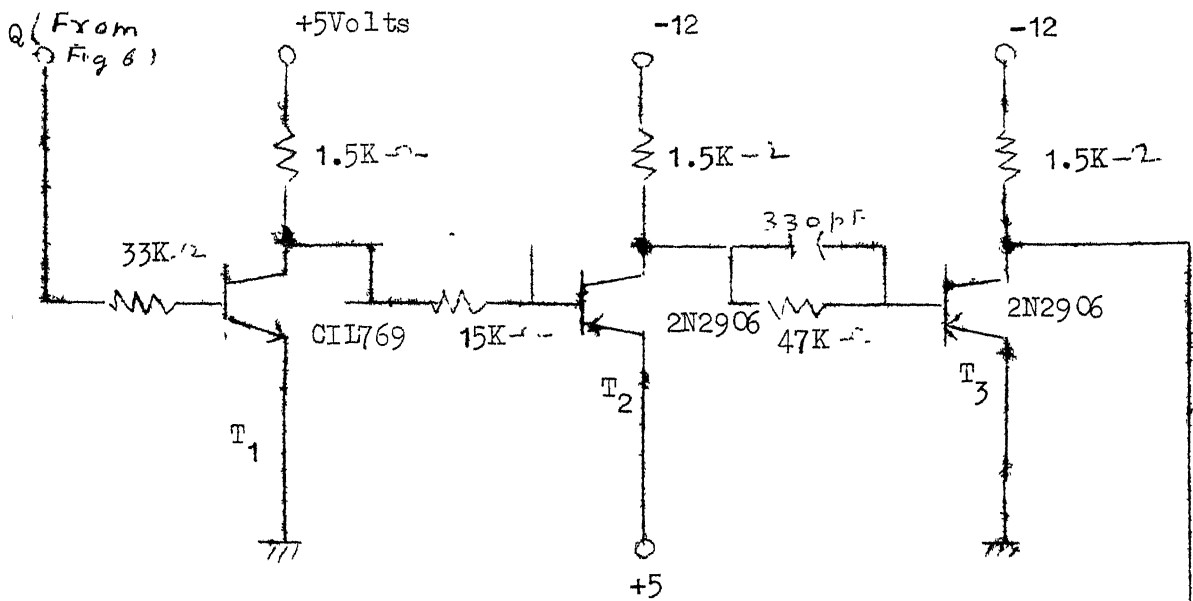 Q (From
Fig 6)
+5Volts
-12
-12
1.5K
1.5K
1.5K
330pF
33K
CIL769
15K
2N2906
47K
2N2906
T1
T2
T3
+5